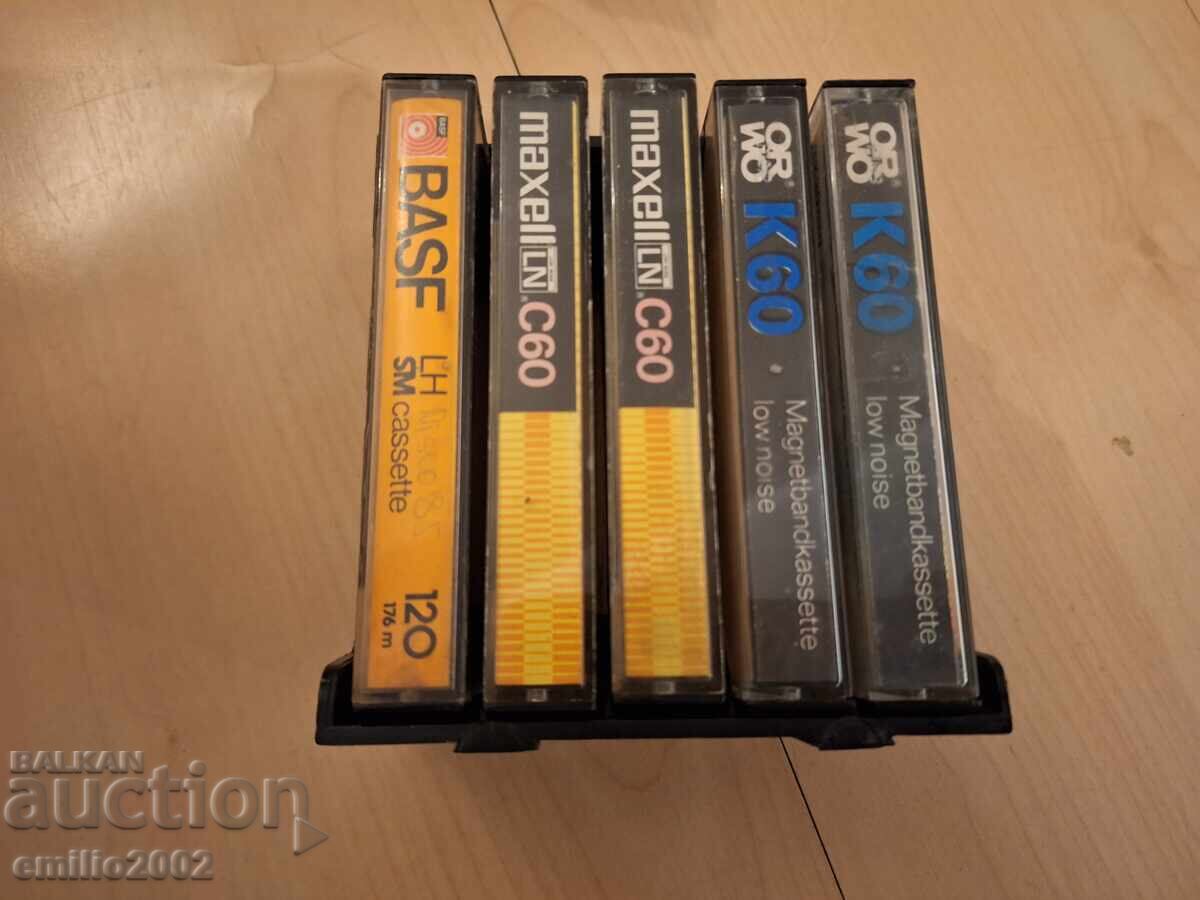 BASF
BASF
LH
SM cassette
120
176 m
maxell LN C60
maxell LN C60
ORWO
K60
Magnetbandkassette
low noise
ORWO
K60
Magnetbandkassette
low noise
BALKAN
auction
emilio2002